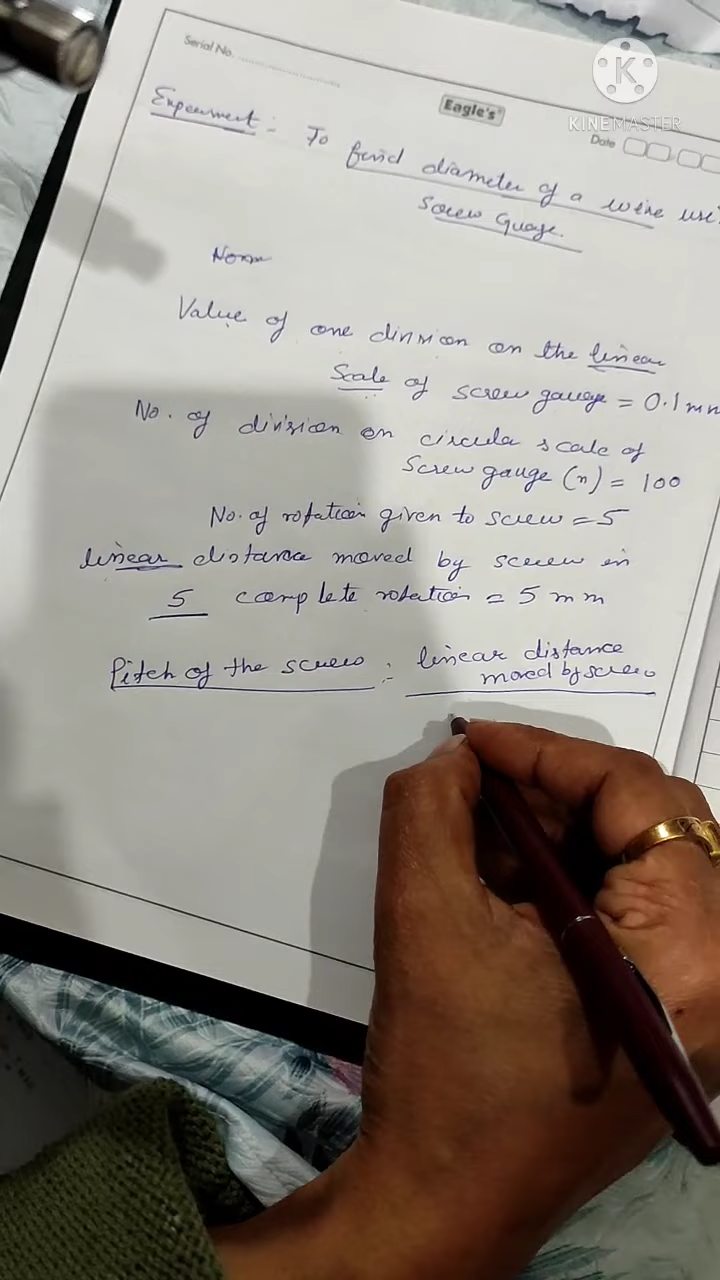 Serial No.
Eagle's
KINEMASTER
Date
Experiment:- To find diameter of a wire
Screw Guage.
Norm
Value of one division on the linear
Scale of screw gauge = 0.1 mm
No. of division on circula scale of
Screw gauge (n) = 100
No. of rotation given to screw = 5
linear distance moved by screw in
5 complete rotation = 5 mm
Pitch of the screw :- linear distance
moved by screw